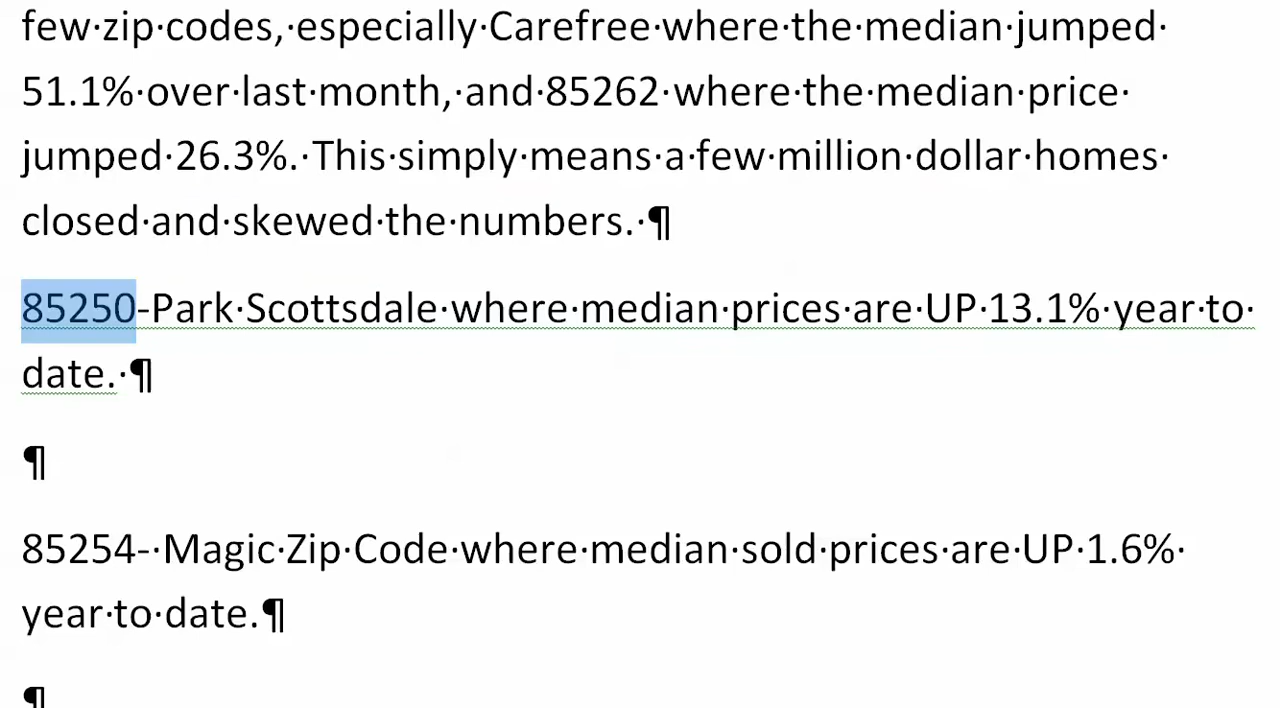 few zip codes, especially Carefree where the median jumped
51.1% over last month, and 85262 where the median price
jumped 26.3%. This simply means a few million dollar homes
closed and skewed the numbers. ¶
85250-Park Scottsdale where median prices are UP 13.1% year to
date. ¶
¶
85254- Magic Zip Code where median sold prices are UP 1.6%
year to date.¶
¶